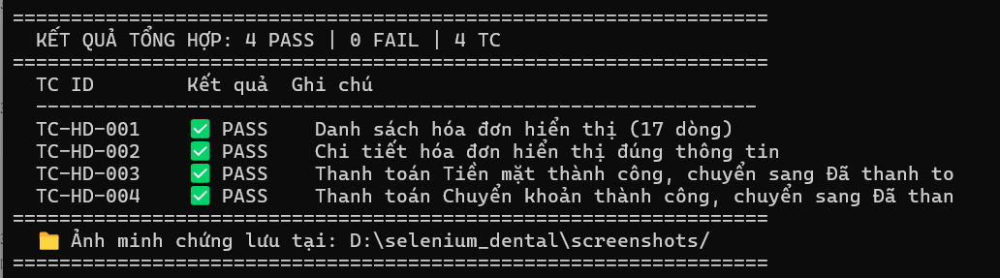 =================================================================
KẾT QUẢ TỔNG HỢP: 4 PASS | 0 FAIL | 4 TC
=================================================================
TC ID        Kết quả  Ghi chú
--------------------------------------------------------------
TC-HD-001    ✅ PASS    Danh sách hóa đơn hiển thị (17 dòng)
TC-HD-002    ✅ PASS    Chi tiết hóa đơn hiển thị đúng thông tin
TC-HD-003    ✅ PASS    Thanh toán Tiền mặt thành công, chuyển sang Đã thanh to
TC-HD-004    ✅ PASS    Thanh toán Chuyển khoản thành công, chuyển sang Đã than
=================================================================
📁 Ảnh minh chứng lưu tại: D:\selenium_dental\screenshots/
=================================================================